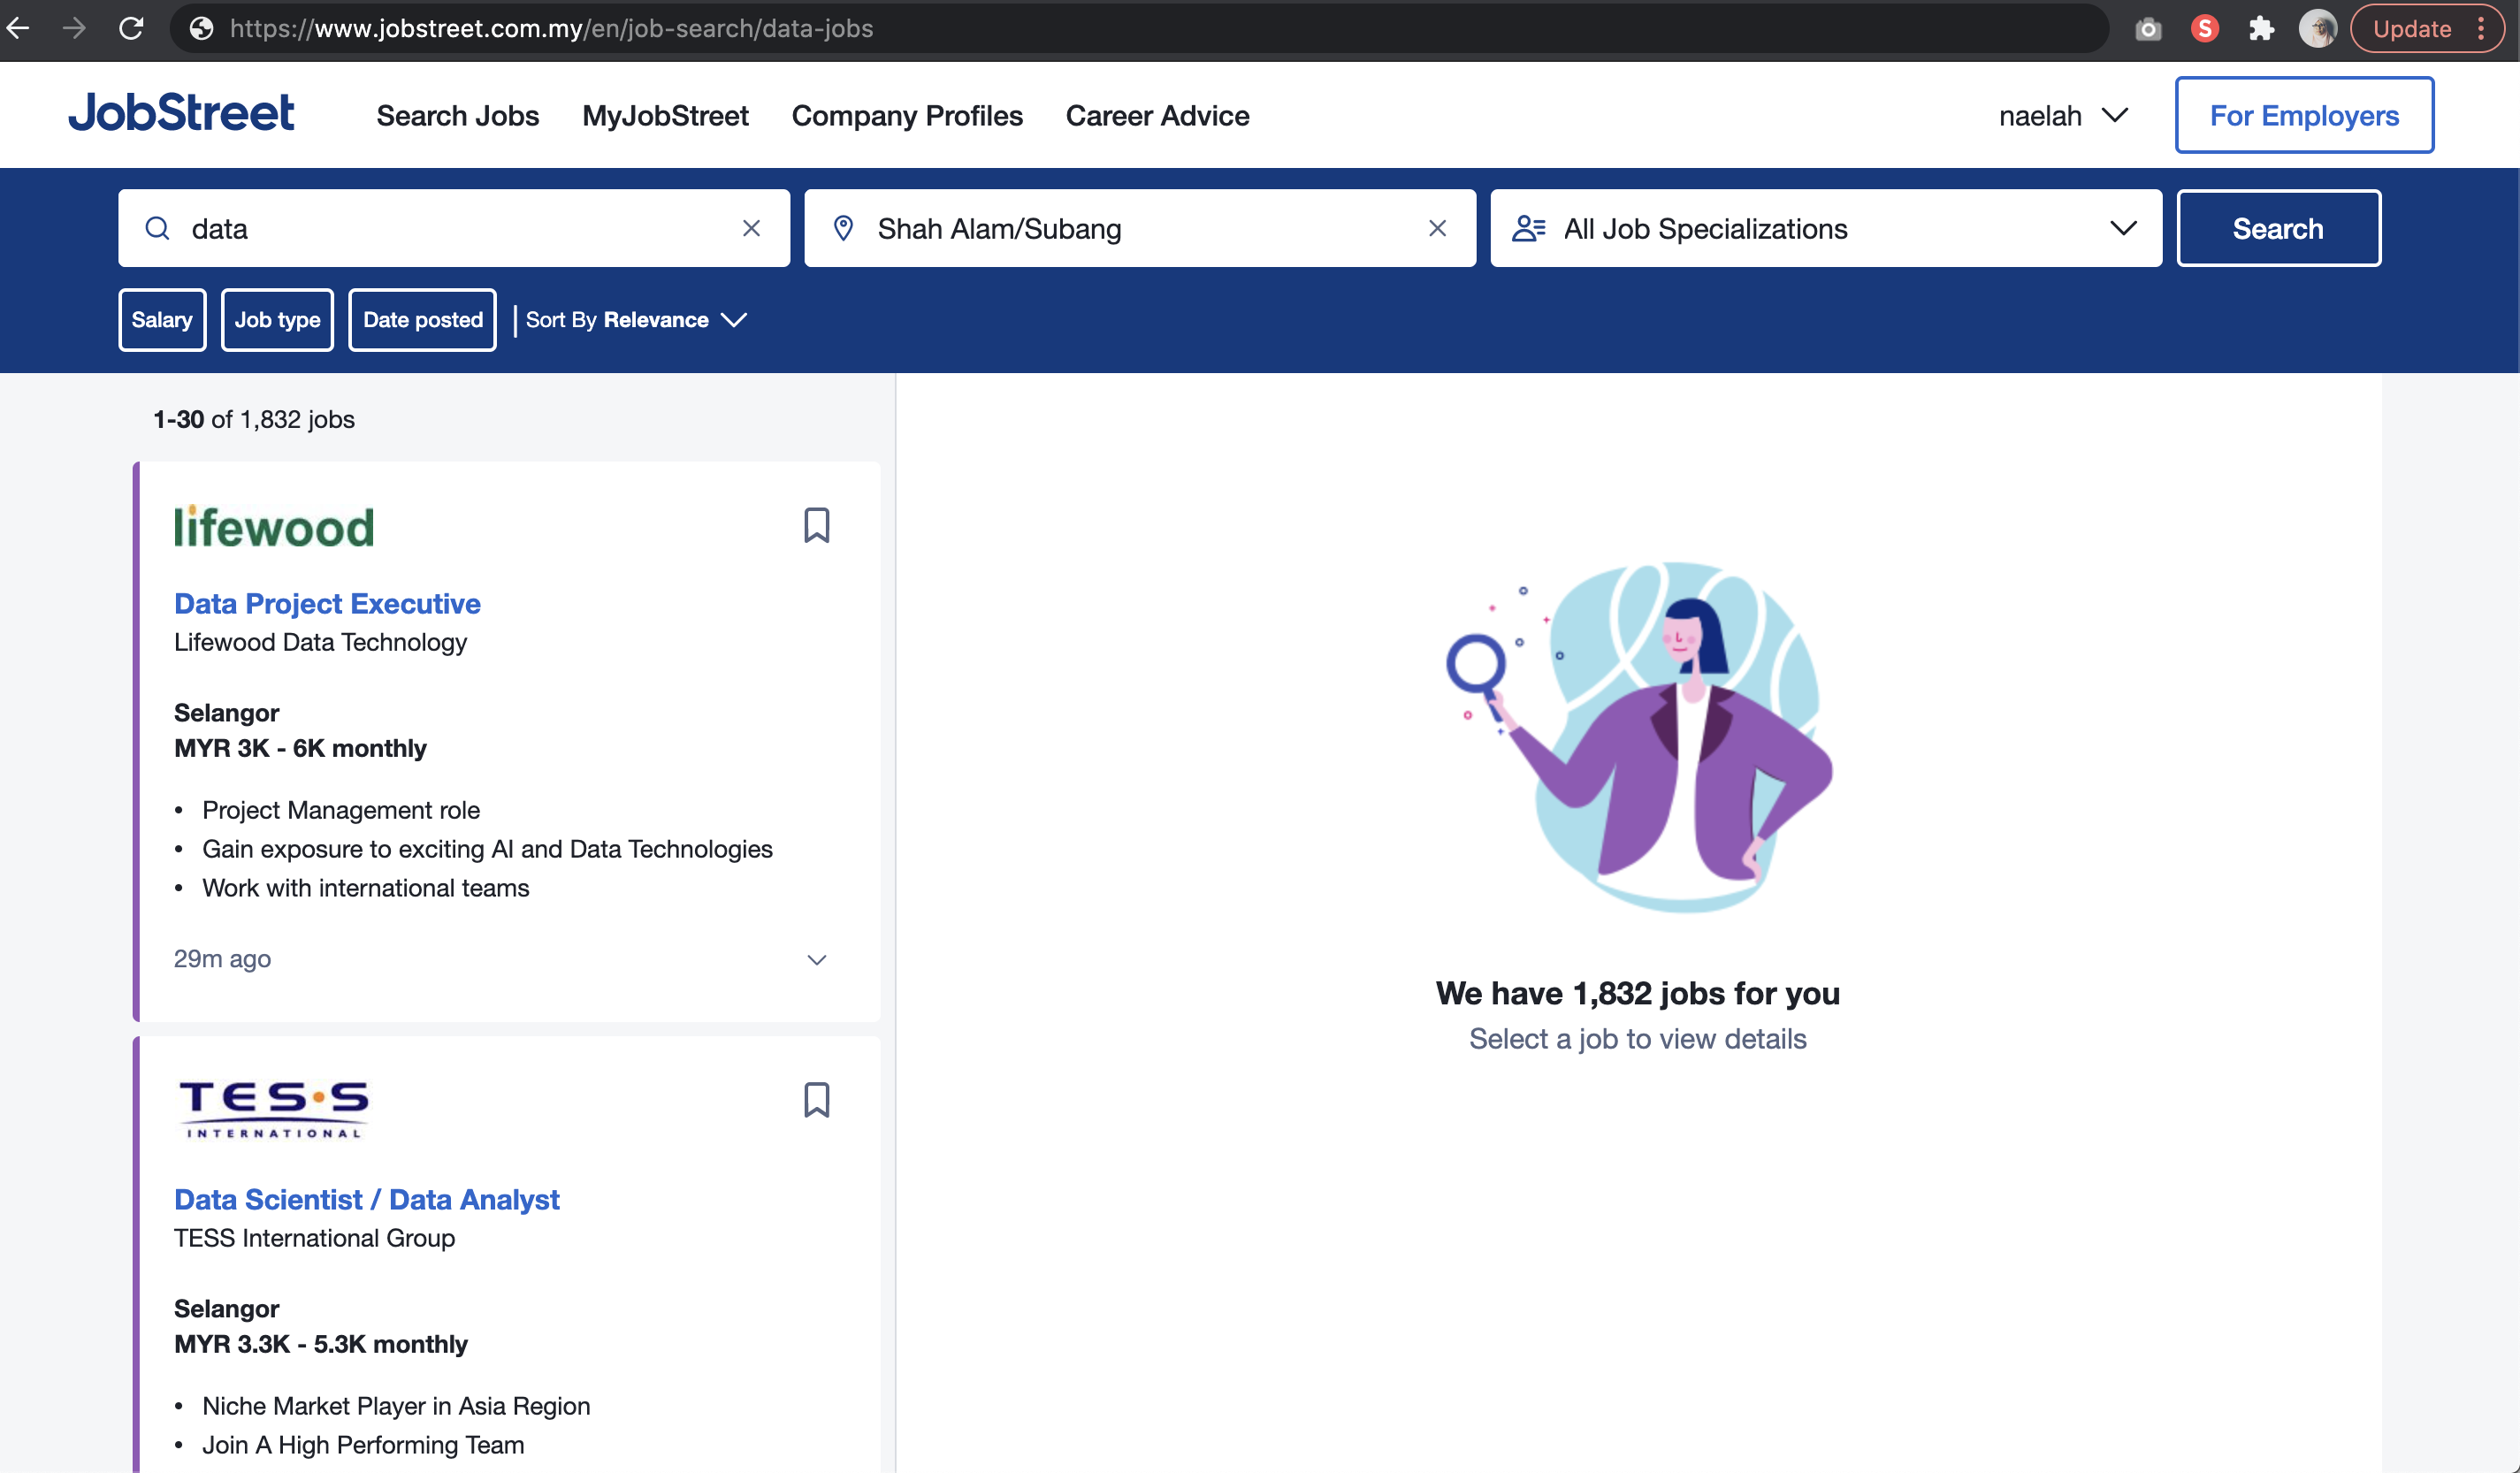 https://www.jobstreet.com.my/en/job-search/data-jobs
S
Update
JobStreet
Search Jobs
MyJobStreet
Company Profiles
Career Advice
naelah
For Employers
data
Shah Alam/Subang
All Job Specializations
Search
Salary
Job type
Date posted
Sort By Relevance
1-30 of 1,832 jobs
lifewood
Data Project Executive
Lifewood Data Technology
Selangor
MYR 3K - 6K monthly
• Project Management role
• Gain exposure to exciting AI and Data Technologies
• Work with international teams
29m ago
TES•S
INTERNATIONAL
Data Scientist / Data Analyst
TESS International Group
Selangor
MYR 3.3K - 5.3K monthly
• Niche Market Player in Asia Region
• Join A High Performing Team
We have 1,832 jobs for you
Select a job to view details